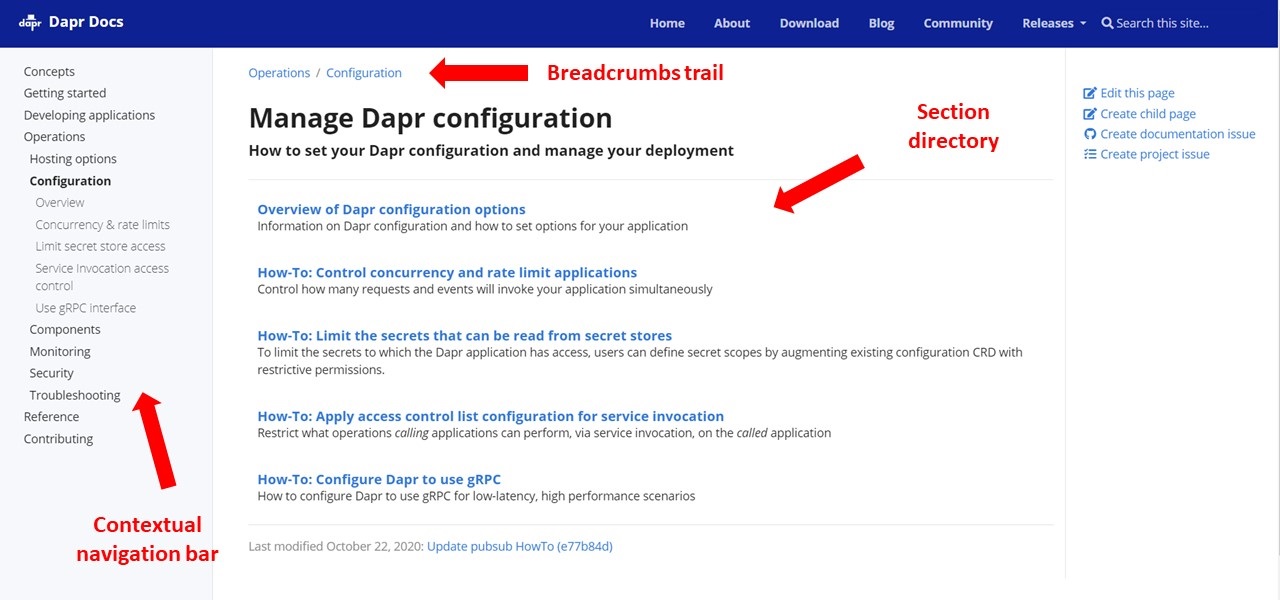 dapr Dapr Docs
Home About Download Blog Community Releases Search this site...
Concepts
Getting started
Developing applications
Operations
Hosting options
Configuration
Overview
Concurrency & rate limits
Limit secret store access
Service Invocation access
control
Use gRPC interface
Components
Monitoring
Security
Troubleshooting
Reference
Contributing
Contextual
navigation bar
Operations / Configuration
Breadcrumbs trail
Manage Dapr configuration
How to set your Dapr configuration and manage your deployment
Section
directory
Overview of Dapr configuration options
Information on Dapr configuration and how to set options for your application
How-To: Control concurrency and rate limit applications
Control how many requests and events will invoke your application simultaneously
How-To: Limit the secrets that can be read from secret stores
To limit the secrets to which the Dapr application has access, users can define secret scopes by augmenting existing configuration CRD with
restrictive permissions.
How-To: Apply access control list configuration for service invocation
Restrict what operations calling applications can perform, via service invocation, on the called application
How-To: Configure Dapr to use gRPC
How to configure Dapr to use gRPC for low-latency, high performance scenarios
Last modified October 22, 2020: Update pubsub HowTo (e77b84d)
Edit this page
Create child page
Create documentation issue
Create project issue